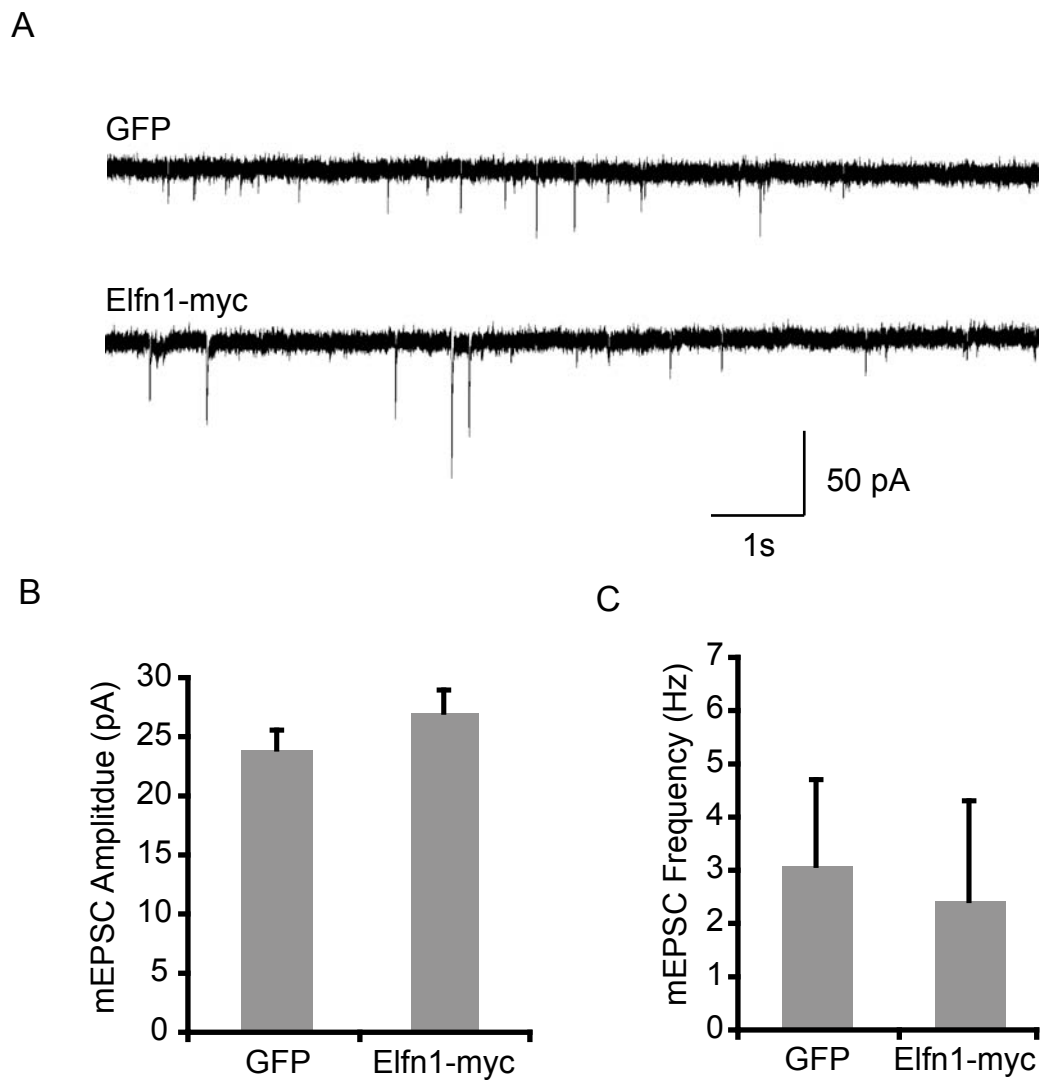 A
GFP
Elfn1-myc
50 pA
1s
B
mEPSC Amplitdue (pA)
30
25
20
15
10
5
0
GFP Elfn1-myc
C
mEPSC Frequency (Hz)
7
6
5
4
3
2
1
0
GFP Elfn1-myc